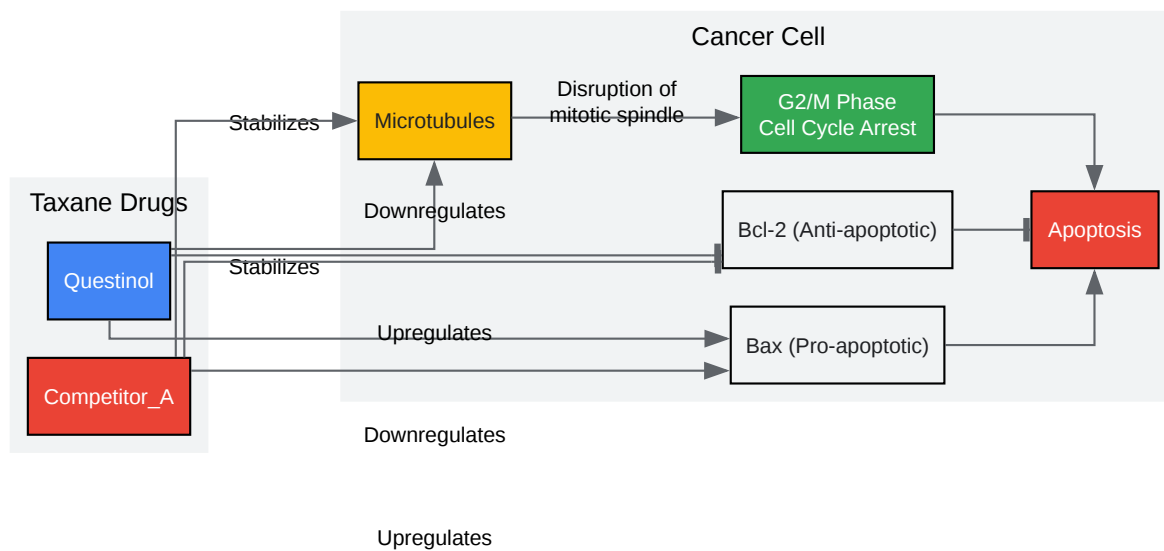 Cancer Cell
Disruption of
mitotic spindle
G2/M Phase
Cell Cycle Arrest
Stabilizes
Microtubules
Taxane Drugs
Downregulates
Bcl-2 (Anti-apoptotic)
Apoptosis
Questinol
Stabilizes
Upregulates
Bax (Pro-apoptotic)
Competitor_A
Downregulates
Upregulates